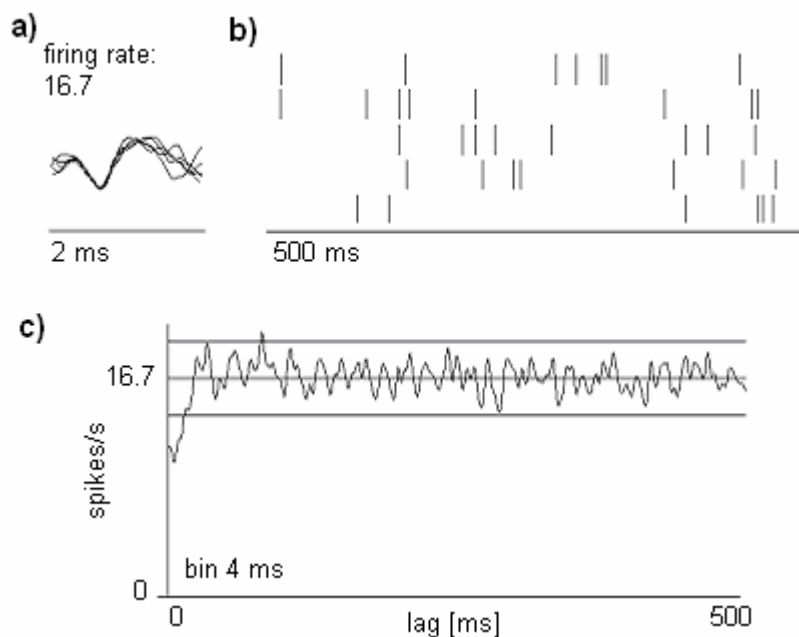 a)
firing rate:
16.7
2 ms
b)
500 ms
c)
16.7
spikes/s
0
bin 4 ms
0
lag [ms]
500